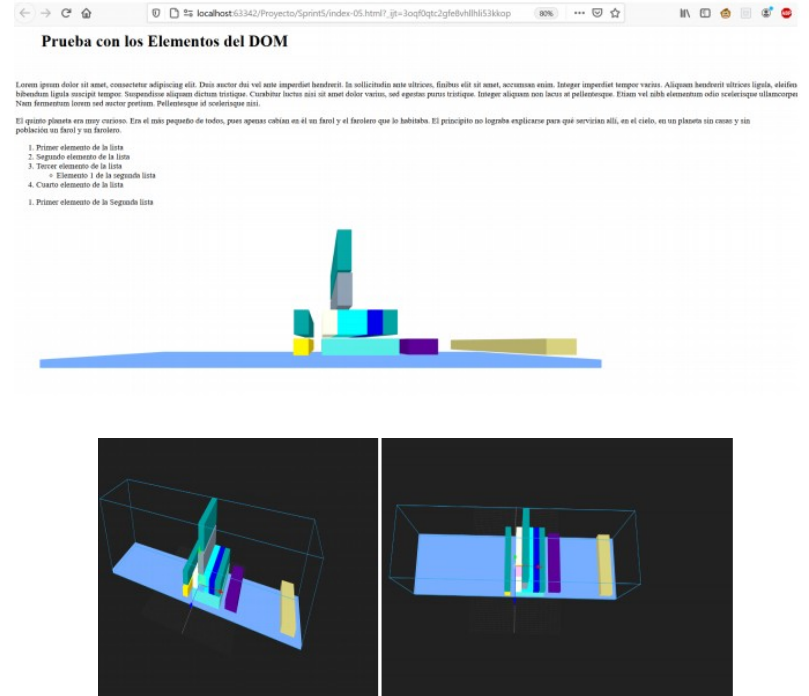 localhost:63342/Proyecto/Sprint5/index-05.html?_ijt=3oqf0qtc2gfe8vhllhli53kkop 80%
Prueba con los Elementos del DOM
Lorem ipsum dolor sit amet, consectetur adipiscing elit. Duis auctor dui vel ante imperdiet hendrerit. In sollicitudin ante ultrices, finibus elit sit amet, accumsan enim. Integer imperdiet tempor varius. Aliquam hendrerit ultrices ligula, eleifen
bibendum ligula suscipit tempor. Suspendisse aliquam dictum tristique. Curabitur luctus nisi sit amet dolor varius, sed egestas purus tristique. Integer aliquam non lacus at pellentesque. Etiam vel nibh elementum odio scelerisque ullamcorper
Nam fermentum lorem sed auctor pretium. Pellentesque id scelerisque nisi.
El quinto planeta era muy curioso. Era el más pequeño de todos, pues apenas cabían en él un farol y el farolero que lo habitaba. El principito no lograba explicarse para qué servirían allí, en el cielo, en un planeta sin casas y sin
población un farol y un farolero.
1. Primer elemento de la lista
2. Segundo elemento de la lista
3. Tercer elemento de la lista
Elemento 1 de la segunda lista
4. Cuarto elemento de la lista
1. Primer elemento de la Segunda lista